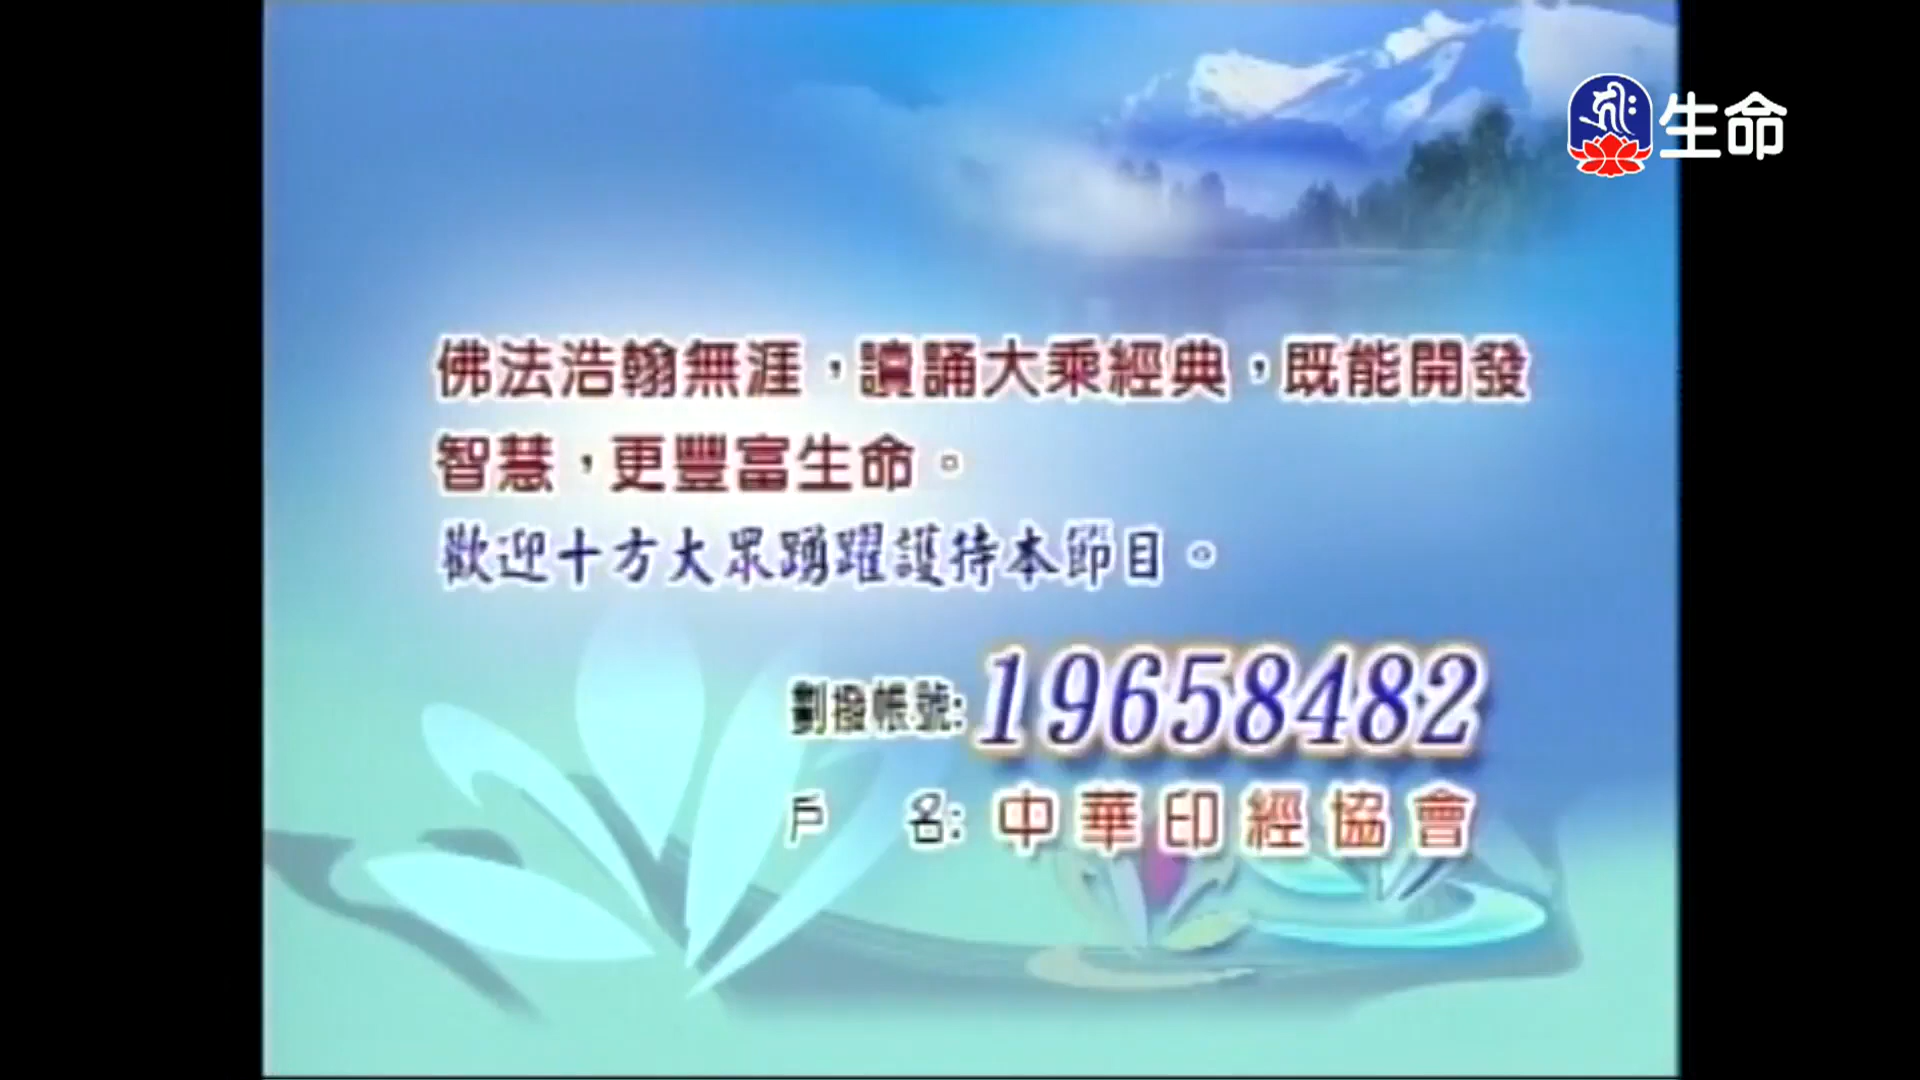 生命
佛法浩翰無涯，讀誦大乘經典，既能開發
智慧，更豐富生命。
歡迎十方大眾踴躍護持本節目。
劃撥帳號:19658482
戶 名:中華印經協會